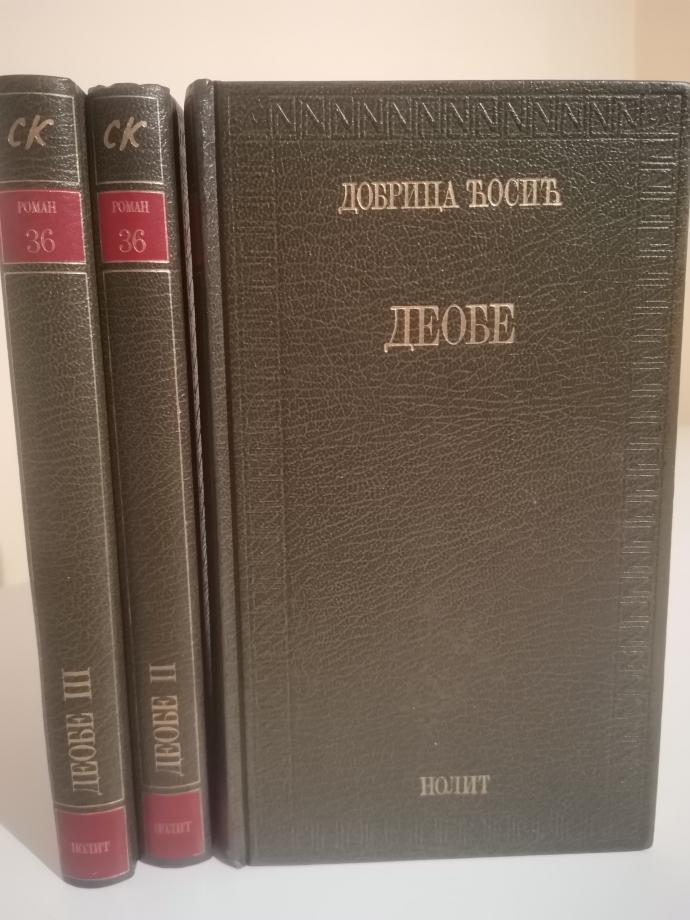 СК
РОМАН
36
ДЕОБЕ III
НОЛИТ
СК
РОМАН
36
ДЕОБЕ II
НОЛИТ
ДОБРИЦА ЋОСИЋ
ДЕОБЕ
НОЛИТ